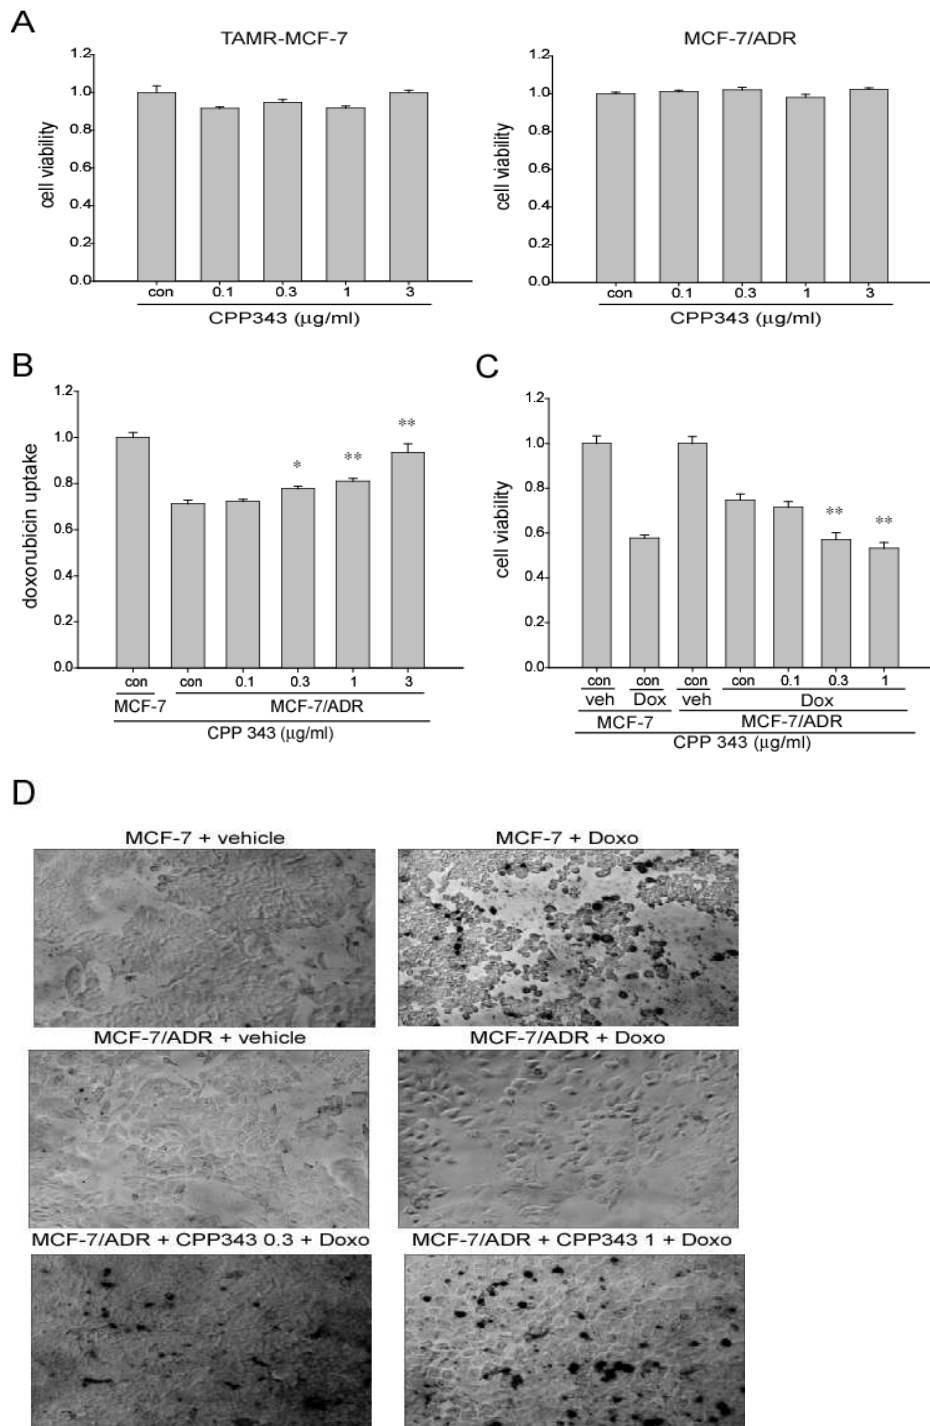 A
TAMR-MCF-7
MCF-7/ADR
1.2
1.0
0.8
0.6
0.4
0.2
0.0
cell viability
con 0.1 0.3 1 3
CPP343 (μg/ml)
1.2
1.0
0.8
0.6
0.4
0.2
0.0
cell viability
con 0.1 0.3 1 3
CPP343 (μg/ml)
B
1.2
1.0
0.8
0.6
0.4
0.2
0.0
doxorubicin uptake
* ** **
con con 0.1 0.3 1 3
MCF-7 MCF-7/ADR
CPP 343 (μg/ml)
C
1.2
1.0
0.8
0.6
0.4
0.2
0.0
cell viability
** **
con con con con 0.1 0.3 1
veh Dox veh Dox
MCF-7 MCF-7/ADR
CPP 343 (μg/ml)
D
MCF-7 + vehicle
MCF-7 + Doxo
MCF-7/ADR + vehicle
MCF-7/ADR + Doxo
MCF-7/ADR + CPP343 0.3 + Doxo
MCF-7/ADR + CPP343 1 + Doxo